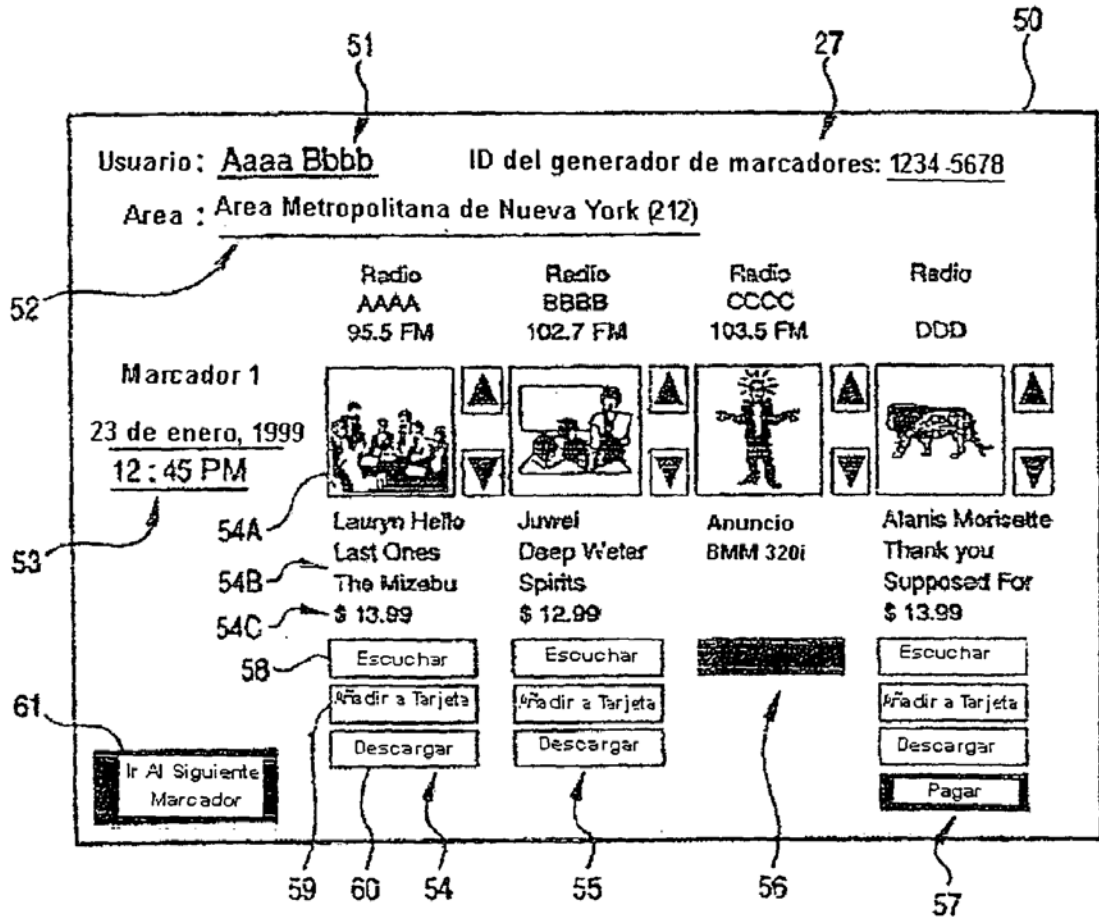 50
51
27
Usuario: Aaaa Bbbb
ID del generador de marcadores: 1234-5678
Area : Area Metropolitana de Nueva York (212)
52
Radio
AAAA
95.5 FM
Radio
BBBB
102.7 FM
Radio
CCCC
103.5 FM
Radio
DDD
Marcador 1
23 de enero, 1999
12:45 PM
53
54A
54B
54C
Lauryn Hello
Last Ones
The Mizebu
$ 13.99
Juwel
Deep Weter
Spirits
$ 12.99
Anuncio
BMM 320i
Alanis Morisette
Thank you
Supposed For
$ 13.99
58
Escuchar
Añadir a Tarjeta
Descargar
Escuchar
Añadir a Tarjeta
Descargar
Escuchar
Añadir a Tarjeta
Descargar
Pagar
61
Ir Al Siguiente
Marcador
59
60
54
55
56
57